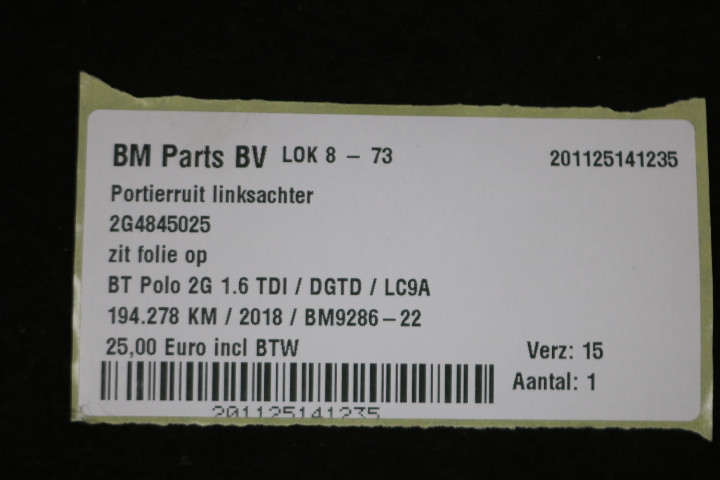 BM Parts BV LOK 8 - 73 201125141235
Portierruit linksachter
2G4845025
zit folie op
BT Polo 2G 1.6 TDI / DGTD / LC9A
194.278 KM / 2018 / BM9286-22
25,00 Euro incl BTW Verz: 15
Aantal: 1
201125141235